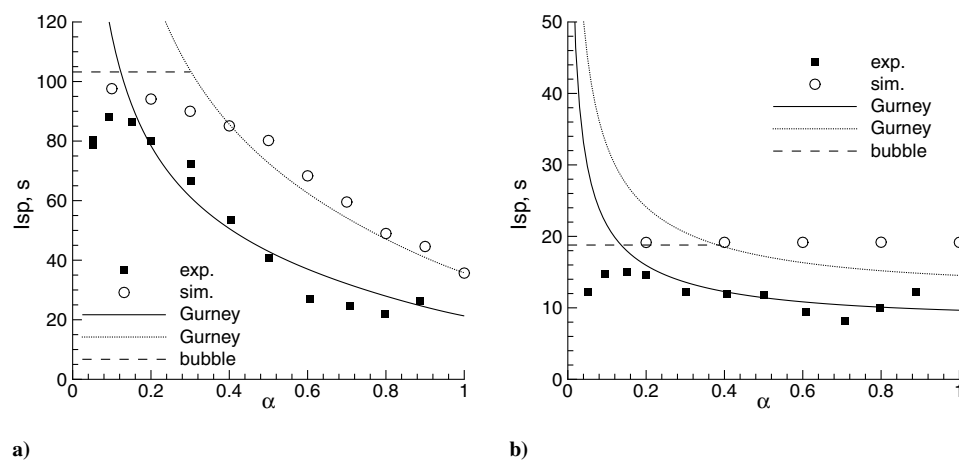 120
100
80
60
40
20
0
Isp, s
exp.
sim.
Gurney
Gurney
bubble
0 0.2 0.4 0.6 0.8 1
α
a)
50
40
30
20
10
0
Isp, s
exp.
sim.
Gurney
Gurney
bubble
0 0.2 0.4 0.6 0.8 1
α
b)